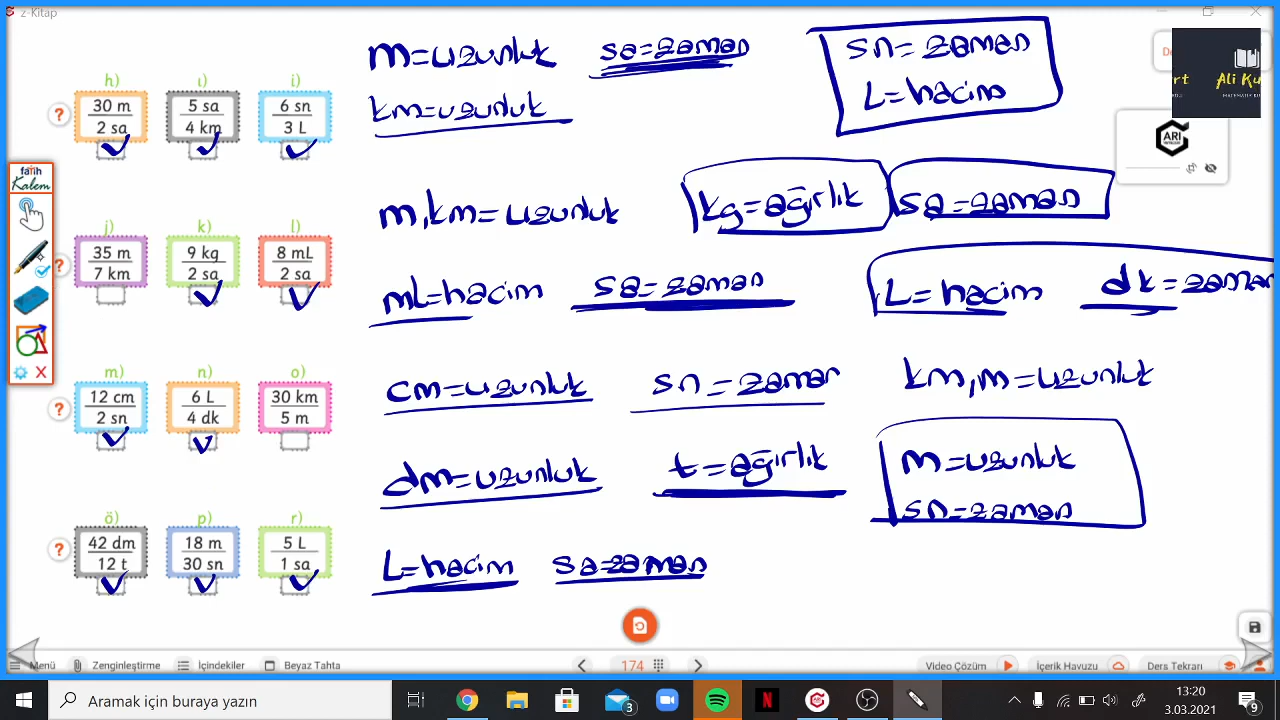 z-Kitap
m=uzunluk
sa=zaman
sn=zaman
L=hacim
km=uzunluk
h)
30 m
2 sa
ı)
5 sa
4 km
i)
6 sn
3 L
Ali Ku
ARI
fatih
Kalem
m,km=uzunluk
kg=ağırlık
sa=zaman
j)
35 m
7 km
k)
9 kg
2 sa
l)
8 mL
2 sa
mL=hacim
sa=zaman
L=hacim
dk=zaman
m)
12 cm
2 sn
n)
6 L
4 dk
o)
30 km
5 m
cm=uzunluk
sn=zaman
km,m=uzunluk
dm=uzunluk
t=ağırlık
m=uzunluk
sn=zaman
ö)
42 dm
12 t
p)
18 m
30 sn
r)
5 L
1 sa
L=hacim
sa=zaman
Menü
Zenginleştirme
İçindekiler
Beyaz Tahta
174
Video Çözüm
İçerik Havuzu
Ders Tekrarı
Aramak için buraya yazın
3
13:20
3.03.2021
9